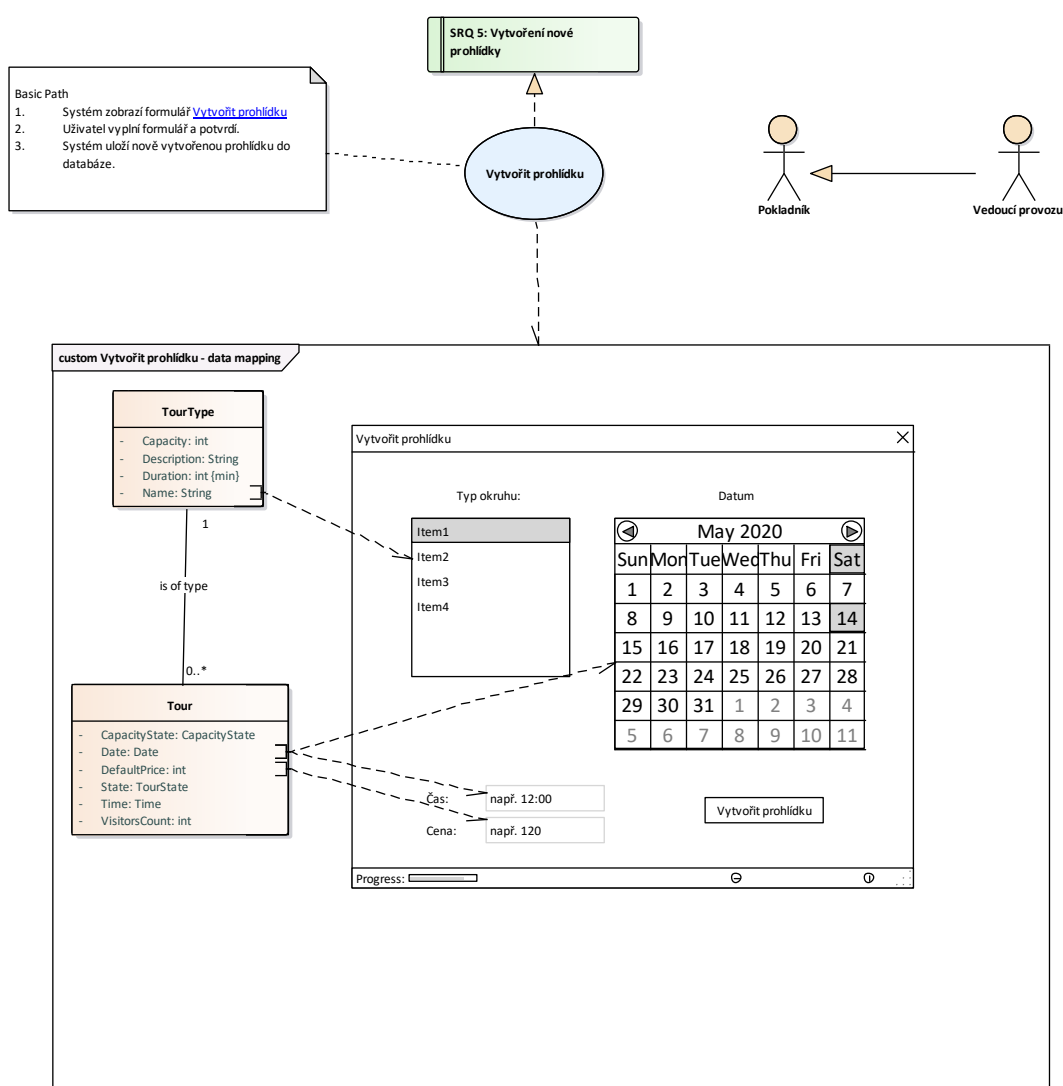 SRQ 5: Vytvoření nové
prohlídky
Basic Path
1. Systém zobrazí formulář Vytvořit prohlídku
2. Uživatel vyplní formulář a potvrdí.
3. Systém uloží nově vytvořenou prohlídku do
databáze.
Vytvořit prohlídku
Pokladník
Vedoucí provozu
custom Vytvořit prohlídku - data mapping
TourType
- Capacity: int
- Description: String
- Duration: int {min}
- Name: String
1
is of type
0..*
Tour
- CapacityState: CapacityState
- Date: Date
- DefaultPrice: int
- State: TourState
- Time: Time
- VisitorsCount: int
Vytvořit prohlídku
Typ okruhu:
Item1
Item2
Item3
Item4
Datum
May 2020
Sun Mon Tue Wed Thu Fri Sat
1 2 3 4 5 6 7
8 9 10 11 12 13 14
15 16 17 18 19 20 21
22 23 24 25 26 27 28
29 30 31 1 2 3 4
5 6 7 8 9 10 11
Čas: např. 12:00
Cena: např. 120
Vytvořit prohlídku
Progress: